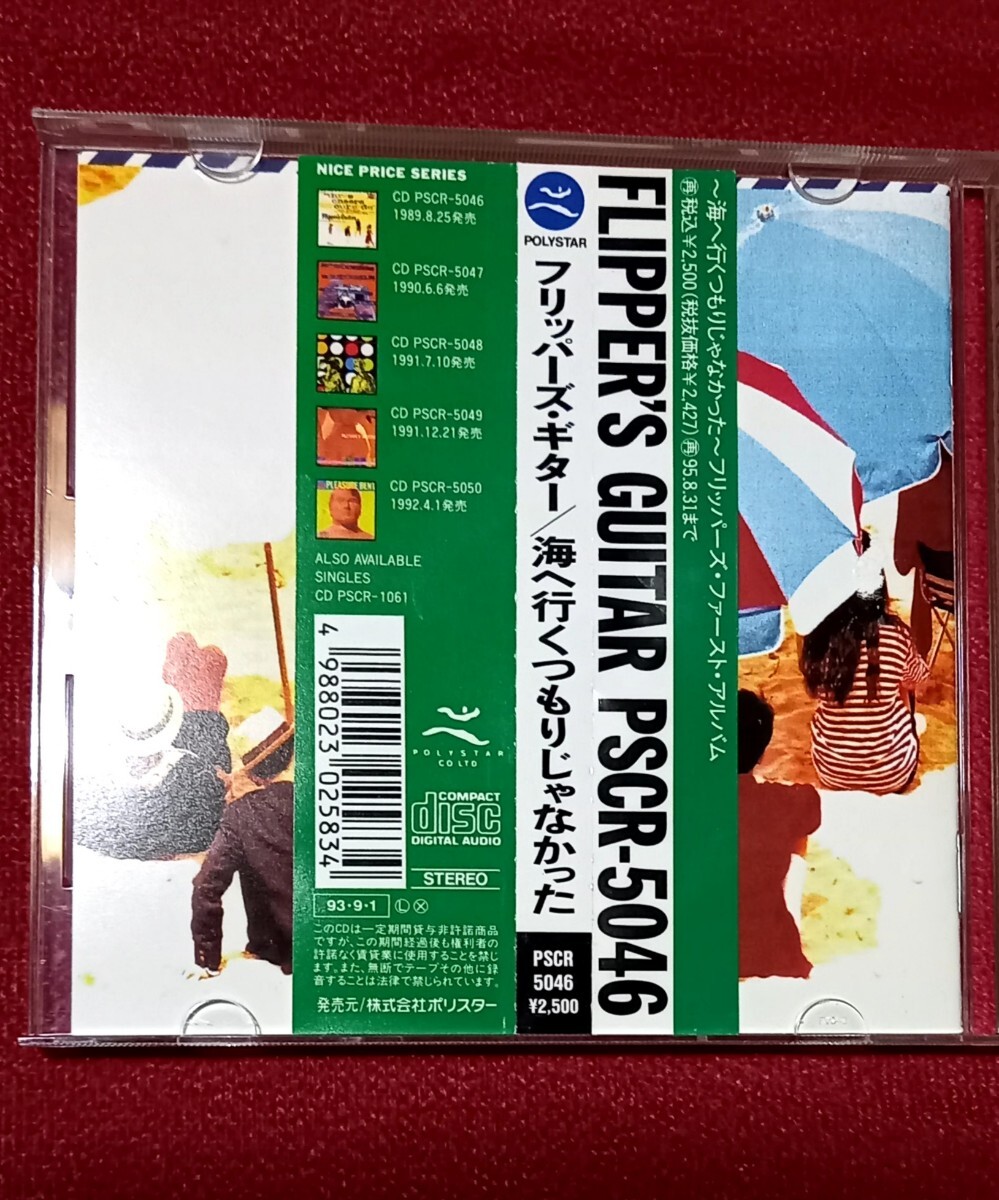 NICE PRICE SERIES
CD PSCR-5046
1989.8.25発売
CD PSCR-5047
1990.6.6発売
CD PSCR-5048
1991.7.10発売
CD PSCR-5049
1991.12.21発売
PLEASURE BENT
CD PSCR-5050
1992.4.1発売
ALSO AVAILABLE
SINGLES
CD PSCR-1061
4 988023 025834
POLYSTAR
CO LTD
COMPACT
disc
DIGITAL AUDIO
STEREO
93・9・1 Ⓛ ⓧ
このCDは一定期間貸与非許諾商品
ですが、この期間経過後も権利者の
許諾なく賃貸業に使用することを禁じ
ます。また、無断でテープその他に録
音することは法律で禁じられています。
発売元/株式会社ポリスター
POLYSTAR
フリッパーズ・ギター/海へ行くつもりじゃなかった
PSCR
5046
¥2,500
FLIPPER'S GUITAR PSCR-5046
〜海へ行くつもりじゃなかった〜フリッパーズ・ファースト・アルバム
㊢税込¥2,500(税抜価格¥2,427)㊢95.8.31まで